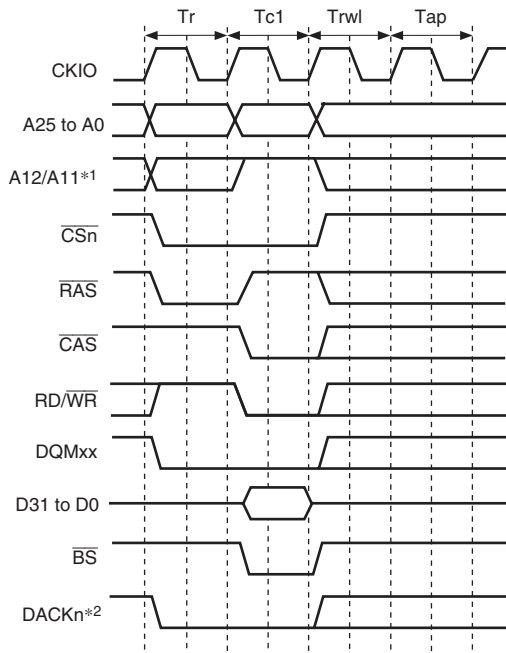 Tr Tc1 Trwl Tap
CKIO
A25 to A0
A12/A11*1
CSn
RAS
CAS
RD/WR
DQMxx
D31 to D0
BS
DACKn*2